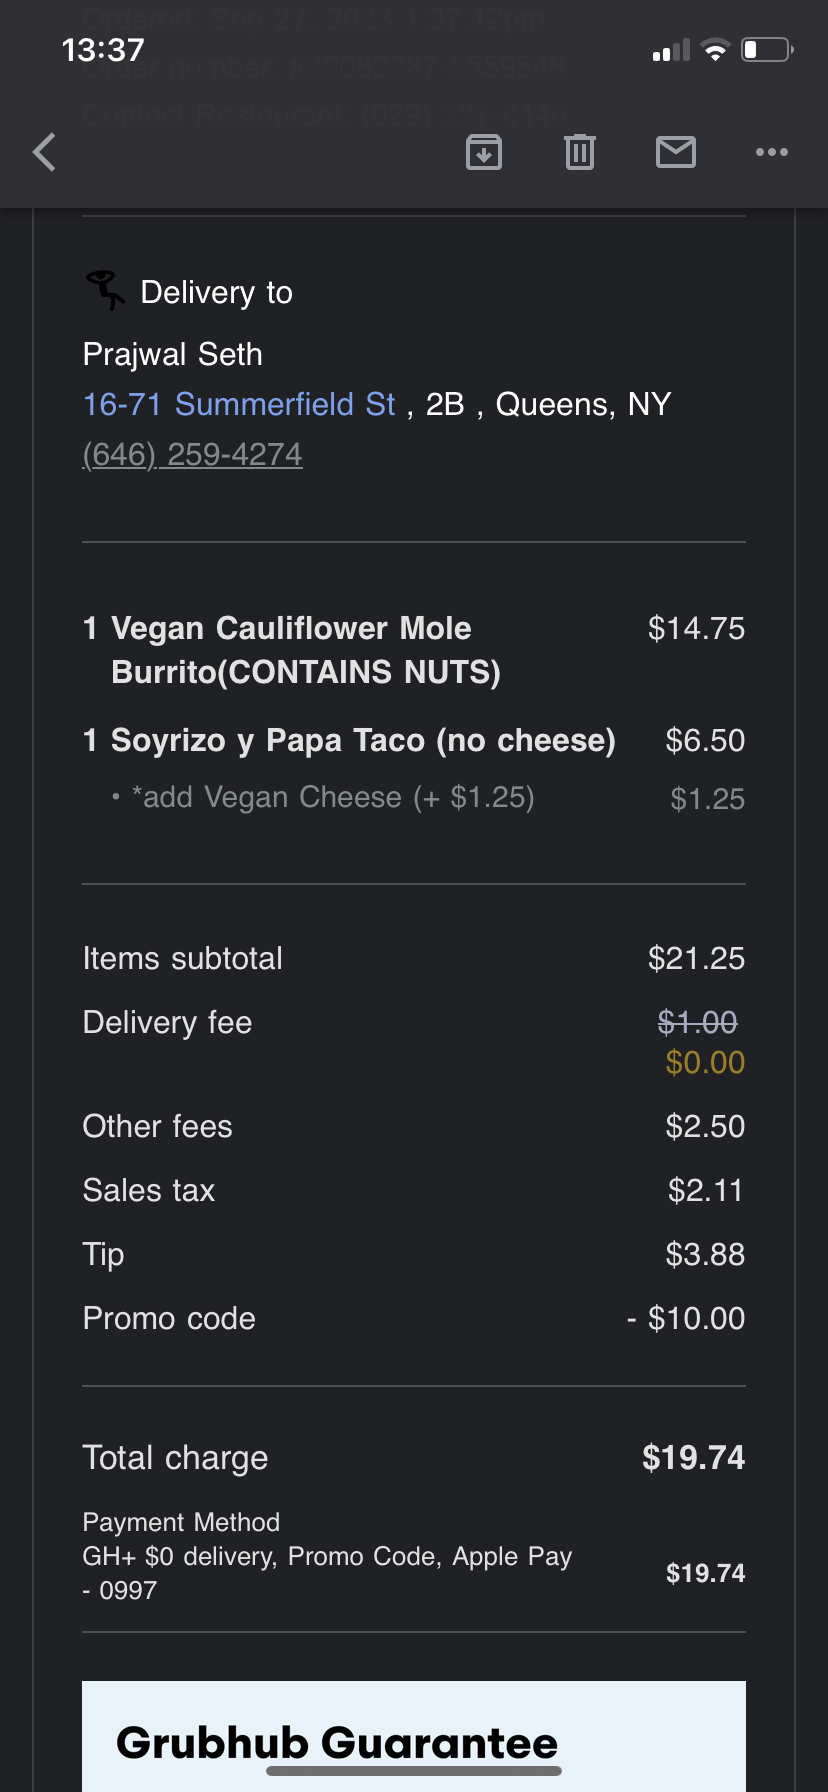 Ordered: Sep 27, 2023 1:37:12pm
13:37
Order number:
Contact Restaurant: (929) 337-6446
Delivery to
Prajwal Seth
16-71 Summerfield St , 2B , Queens, NY
(646) 259-4274
1 Vegan Cauliflower Mole $14.75
Burrito(CONTAINS NUTS)
1 Soyrizo y Papa Taco (no cheese) $6.50
• *add Vegan Cheese (+ $1.25) $1.25
Items subtotal $21.25
Delivery fee $1.00
$0.00
Other fees $2.50
Sales tax $2.11
Tip $3.88
Promo code - $10.00
Total charge $19.74
Payment Method
GH+ $0 delivery, Promo Code, Apple Pay $19.74
- 0997
Grubhub Guarantee